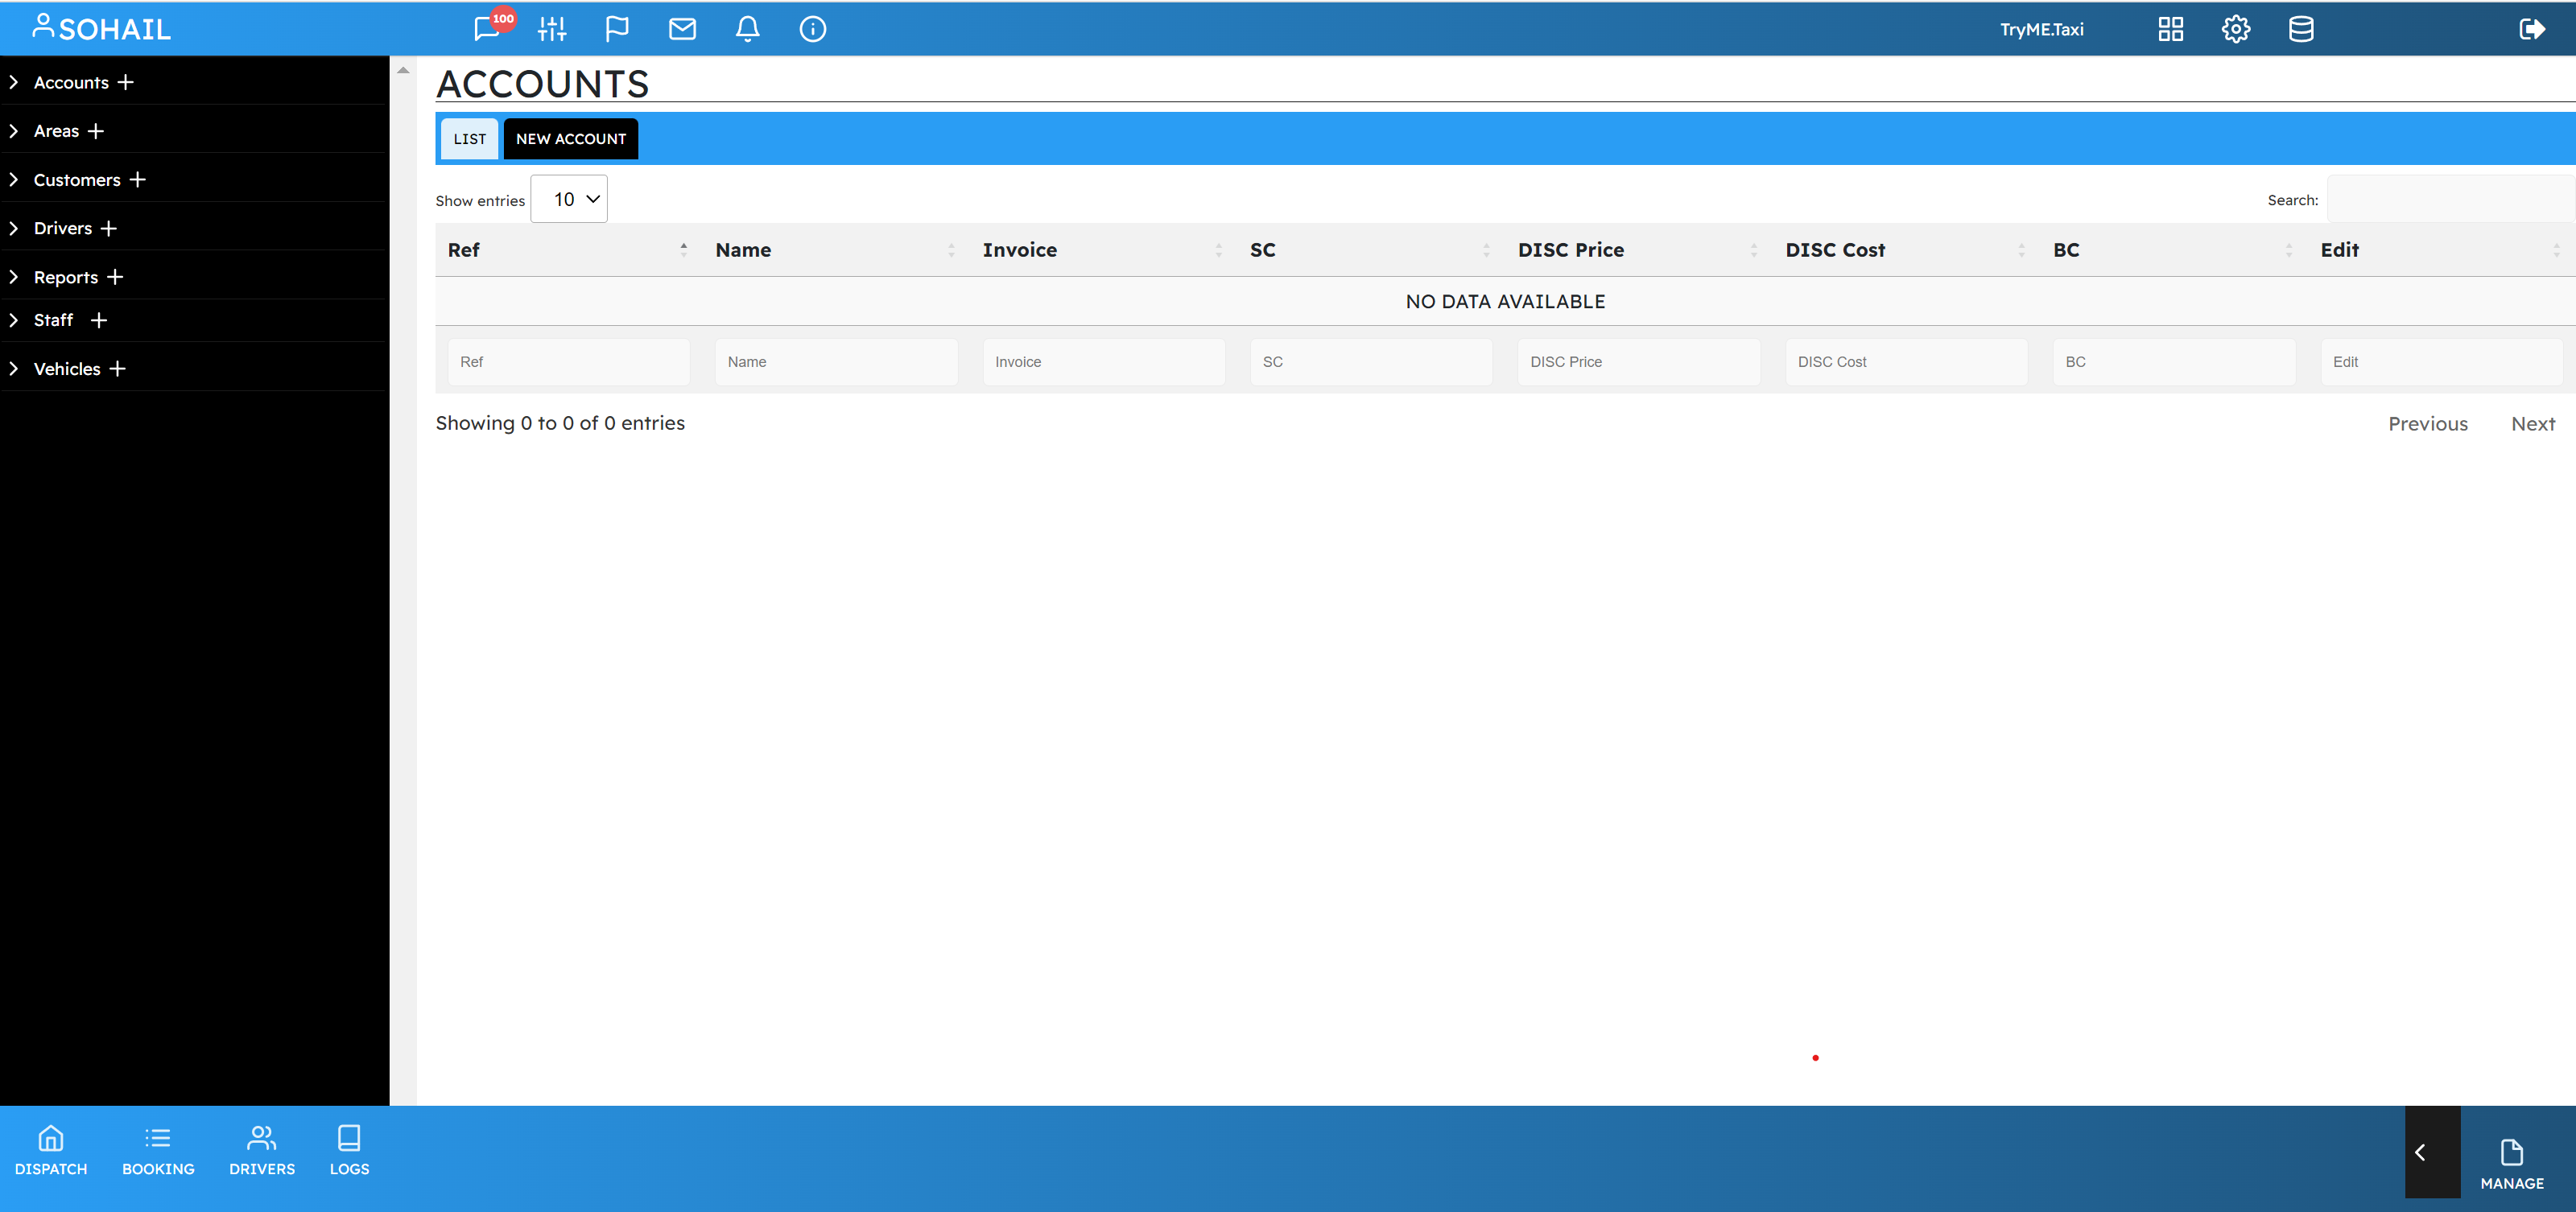 SOHAIL
100
TryME.Taxi
Accounts
Areas
Customers
Drivers
Reports
Staff
Vehicles
ACCOUNTS
LIST NEW ACCOUNT
Show entries 10 Search:
Ref Name Invoice SC DISC Price DISC Cost BC Edit
NO DATA AVAILABLE
Ref Name Invoice SC DISC Price DISC Cost BC Edit
Showing 0 to 0 of 0 entries Previous Next
DISPATCH BOOKING DRIVERS LOGS MANAGE